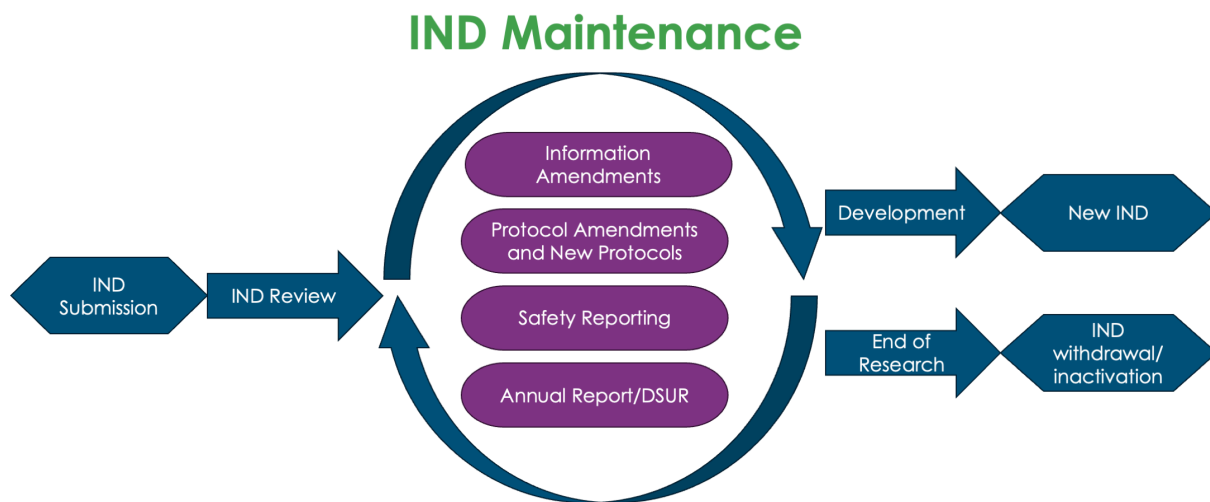 IND Maintenance
IND
Submission
IND Review
Information
Amendments
Protocol Amendments
and New Protocols
Safety Reporting
Annual Report/DSUR
Development
New IND
End of
Research
IND
withdrawal/
inactivation